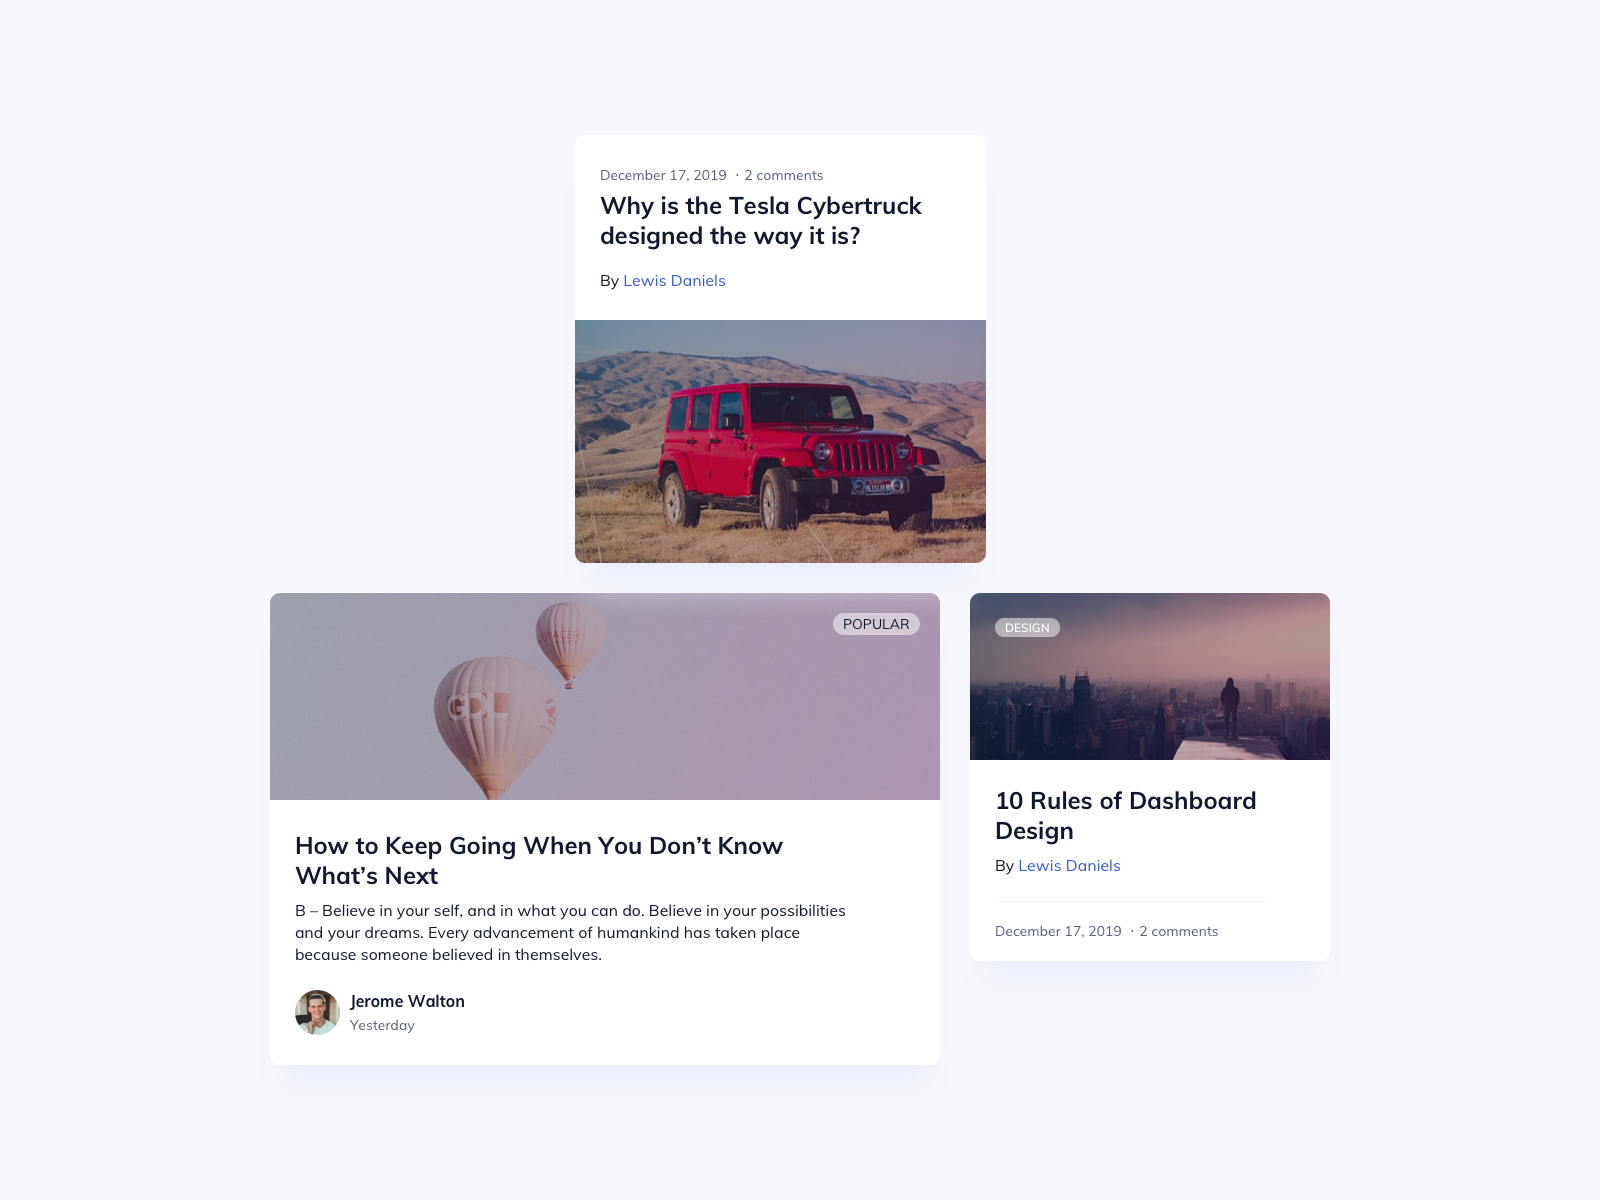 December 17, 2019 · 2 comments
Why is the Tesla Cybertruck
designed the way it is?
By Lewis Daniels
POPULAR
VOYAGER
GDL
How to Keep Going When You Don’t Know
What’s Next
B – Believe in your self, and in what you can do. Believe in your possibilities
and your dreams. Every advancement of humankind has taken place
because someone believed in themselves.
Jerome Walton
Yesterday
DESIGN
10 Rules of Dashboard
Design
By Lewis Daniels
December 17, 2019 · 2 comments